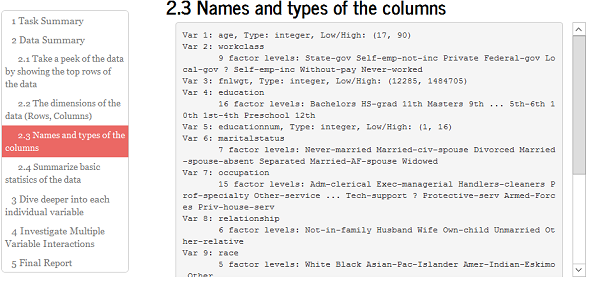 1 Task Summary
2 Data Summary
2.1 Take a peek of the data
by showing the top rows of
the data
2.2 The dimensions of the
data (Rows, Columns)
2.3 Names and types of the
columns
2.4 Summarize basic
statisics of the data
3 Dive deeper into each
individual variable
4 Investigate Multiple
Variable Interactions
5 Final Report
2.3 Names and types of the columns
Var 1: age, Type: integer, Low/High: (17, 90)
Var 2: workclass
9 factor levels: State-gov Self-emp-not-inc Private Federal-gov Lo
cal-gov ? Self-emp-inc Without-pay Never-worked
Var 3: fnlwgt, Type: integer, Low/High: (12285, 1484705)
Var 4: education
16 factor levels: Bachelors HS-grad 11th Masters 9th ... 5th-6th 1
0th 1st-4th Preschool 12th
Var 5: educationnum, Type: integer, Low/High: (1, 16)
Var 6: maritalstatus
7 factor levels: Never-married Married-civ-spouse Divorced Married
-spouse-absent Separated Married-AF-spouse Widowed
Var 7: occupation
15 factor levels: Adm-clerical Exec-managerial Handlers-cleaners P
rof-specialty Other-service ... Tech-support ? Protective-serv Armed-Forc
es Priv-house-serv
Var 8: relationship
6 factor levels: Not-in-family Husband Wife Own-child Unmarried Ot
her-relative
Var 9: race
5 factor levels: White Black Asian-Pac-Islander Amer-Indian-Eskimo
Other